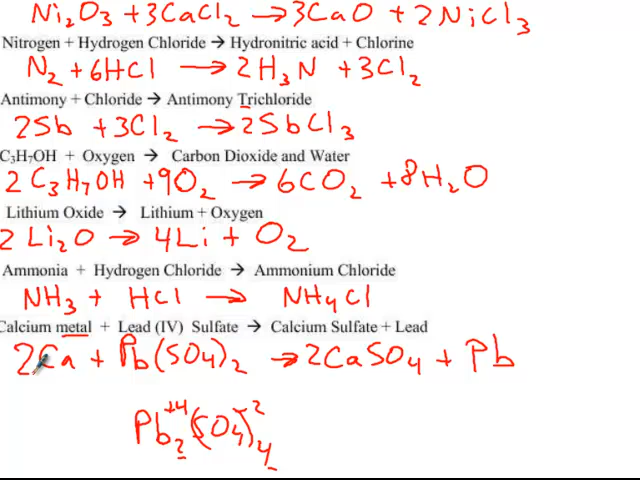 Ni₂O₃ + 3CaCl₂ → 3CaO + 2NiCl₃
Nitrogen + Hydrogen Chloride → Hydronitric acid + Chlorine
N₂ + 6HCl → 2H₃N + 3Cl₂
Antimony + Chloride → Antimony Trichloride
2Sb + 3Cl₂ → 2SbCl₃
C₃H₇OH + Oxygen → Carbon Dioxide and Water
2C₃H₇OH + 9O₂ → 6CO₂ + 8H₂O
Lithium Oxide → Lithium + Oxygen
2Li₂O → 4Li + O₂
Ammonia + Hydrogen Chloride → Ammonium Chloride
NH₃ + HCl → NH₄Cl
Calcium metal + Lead (IV) Sulfate → Calcium Sulfate + Lead
2Ca + Pb(SO₄)₂ → 2CaSO₄ + Pb
Pb₂⁺⁴(SO₄)₄⁻²